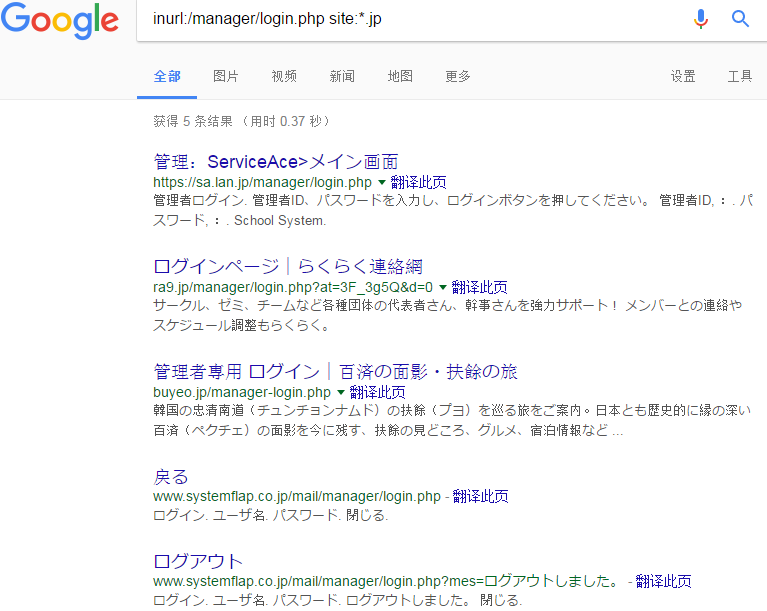 Google
inurl:/manager/login.php site:*.jp
全部 图片 视频 新闻 地图 更多 设置 工具
获得 5 条结果 （用时 0.37 秒）
管理：ServiceAce>メイン画面
https://sa.lan.jp/manager/login.php ▼ 翻译此页
管理者ログイン. 管理者ID、パスワードを入力し、ログインボタンを押してください。 管理者ID, ：. パ
スワード, ：. School System.
ログインページ｜らくらく連絡網
ra9.jp/manager/login.php?at=3F_3g5Q&d=0 ▼ 翻译此页
サークル、ゼミ、チームなど各種団体の代表者さん、幹事さんを強力サポート！ メンバーとの連絡や
スケジュール調整もらくらく。
管理者専用 ログイン｜百済の面影・扶餘の旅
buyeo.jp/manager-login.php ▼ 翻译此页
韓国の忠清南道（チュンチョンナムド）の扶餘（プヨ）を巡る旅をご案内。日本とも歴史的に縁の深い
百済（ペクチェ）の面影を今に残す、扶餘の見どころ、グルメ、宿泊情報など ...
戻る
www.systemflap.co.jp/mail/manager/login.php - 翻译此页
ログイン. ユーザ名. パスワード. 閉じる.
ログアウト
www.systemflap.co.jp/mail/manager/login.php?mes=ログアウトしました。 - 翻译此页
ログイン. ユーザ名. パスワード. ログアウトしました。 閉じる.